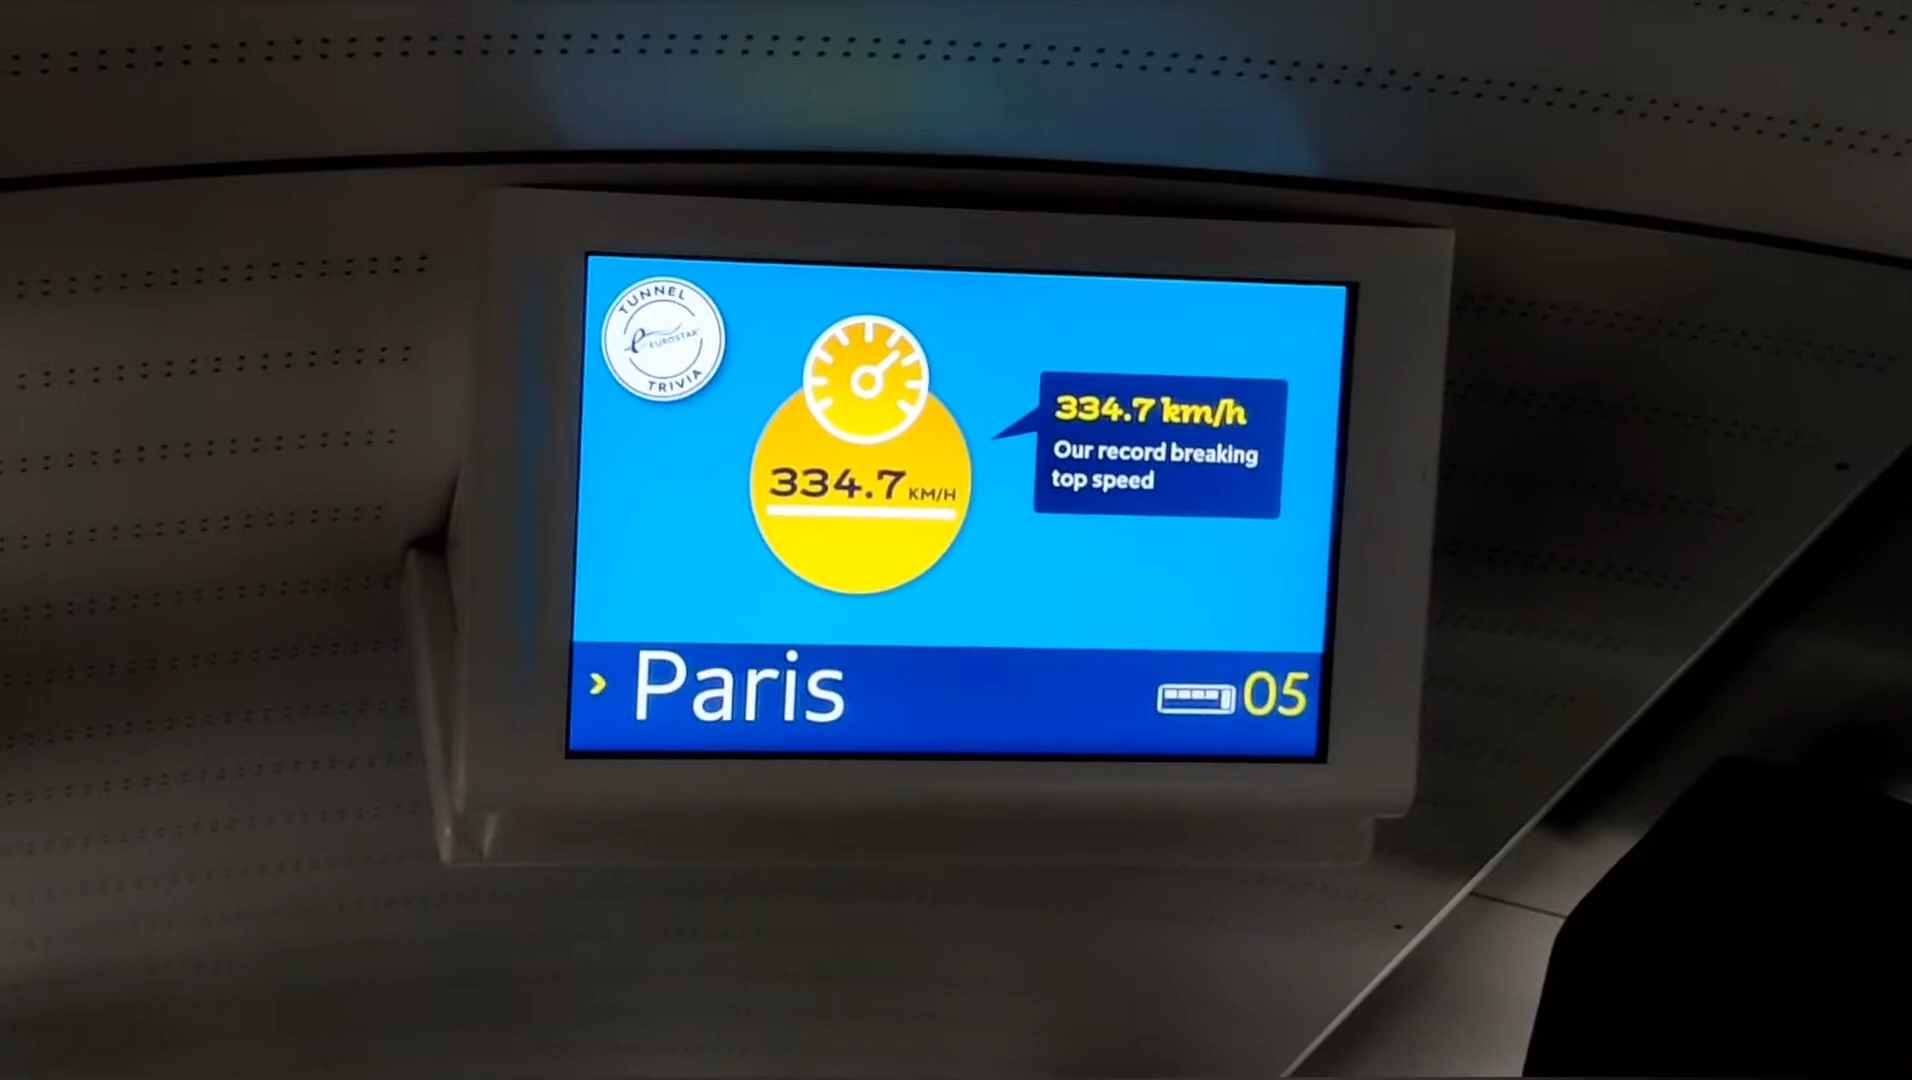 TUNNEL
EUROSTAR
TRIVIA
334.7 KM/H
334.7 km/h
Our record breaking
top speed
› Paris
05